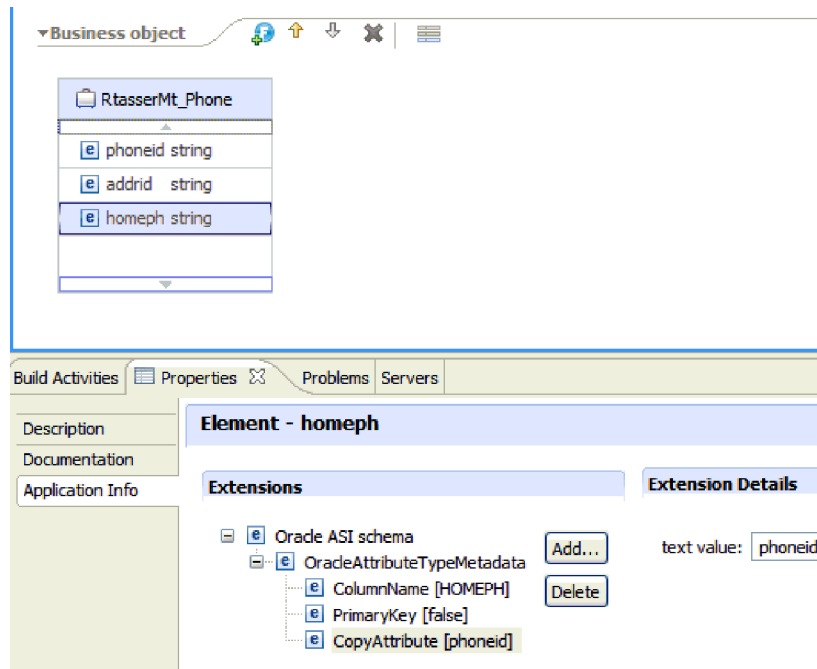 Business object
RtasserMt_Phone
phoneid string
addrid string
homeph string
Build Activities Properties Problems Servers
Description
Documentation
Application Info
Element - homeph
Extensions
Extension Details
Oracle ASI schema
OracleAttributeTypeMetadata
ColumnName [HOMEPH]
PrimaryKey [false]
CopyAttribute [phoneid]
Add...
Delete
text value: phoneid